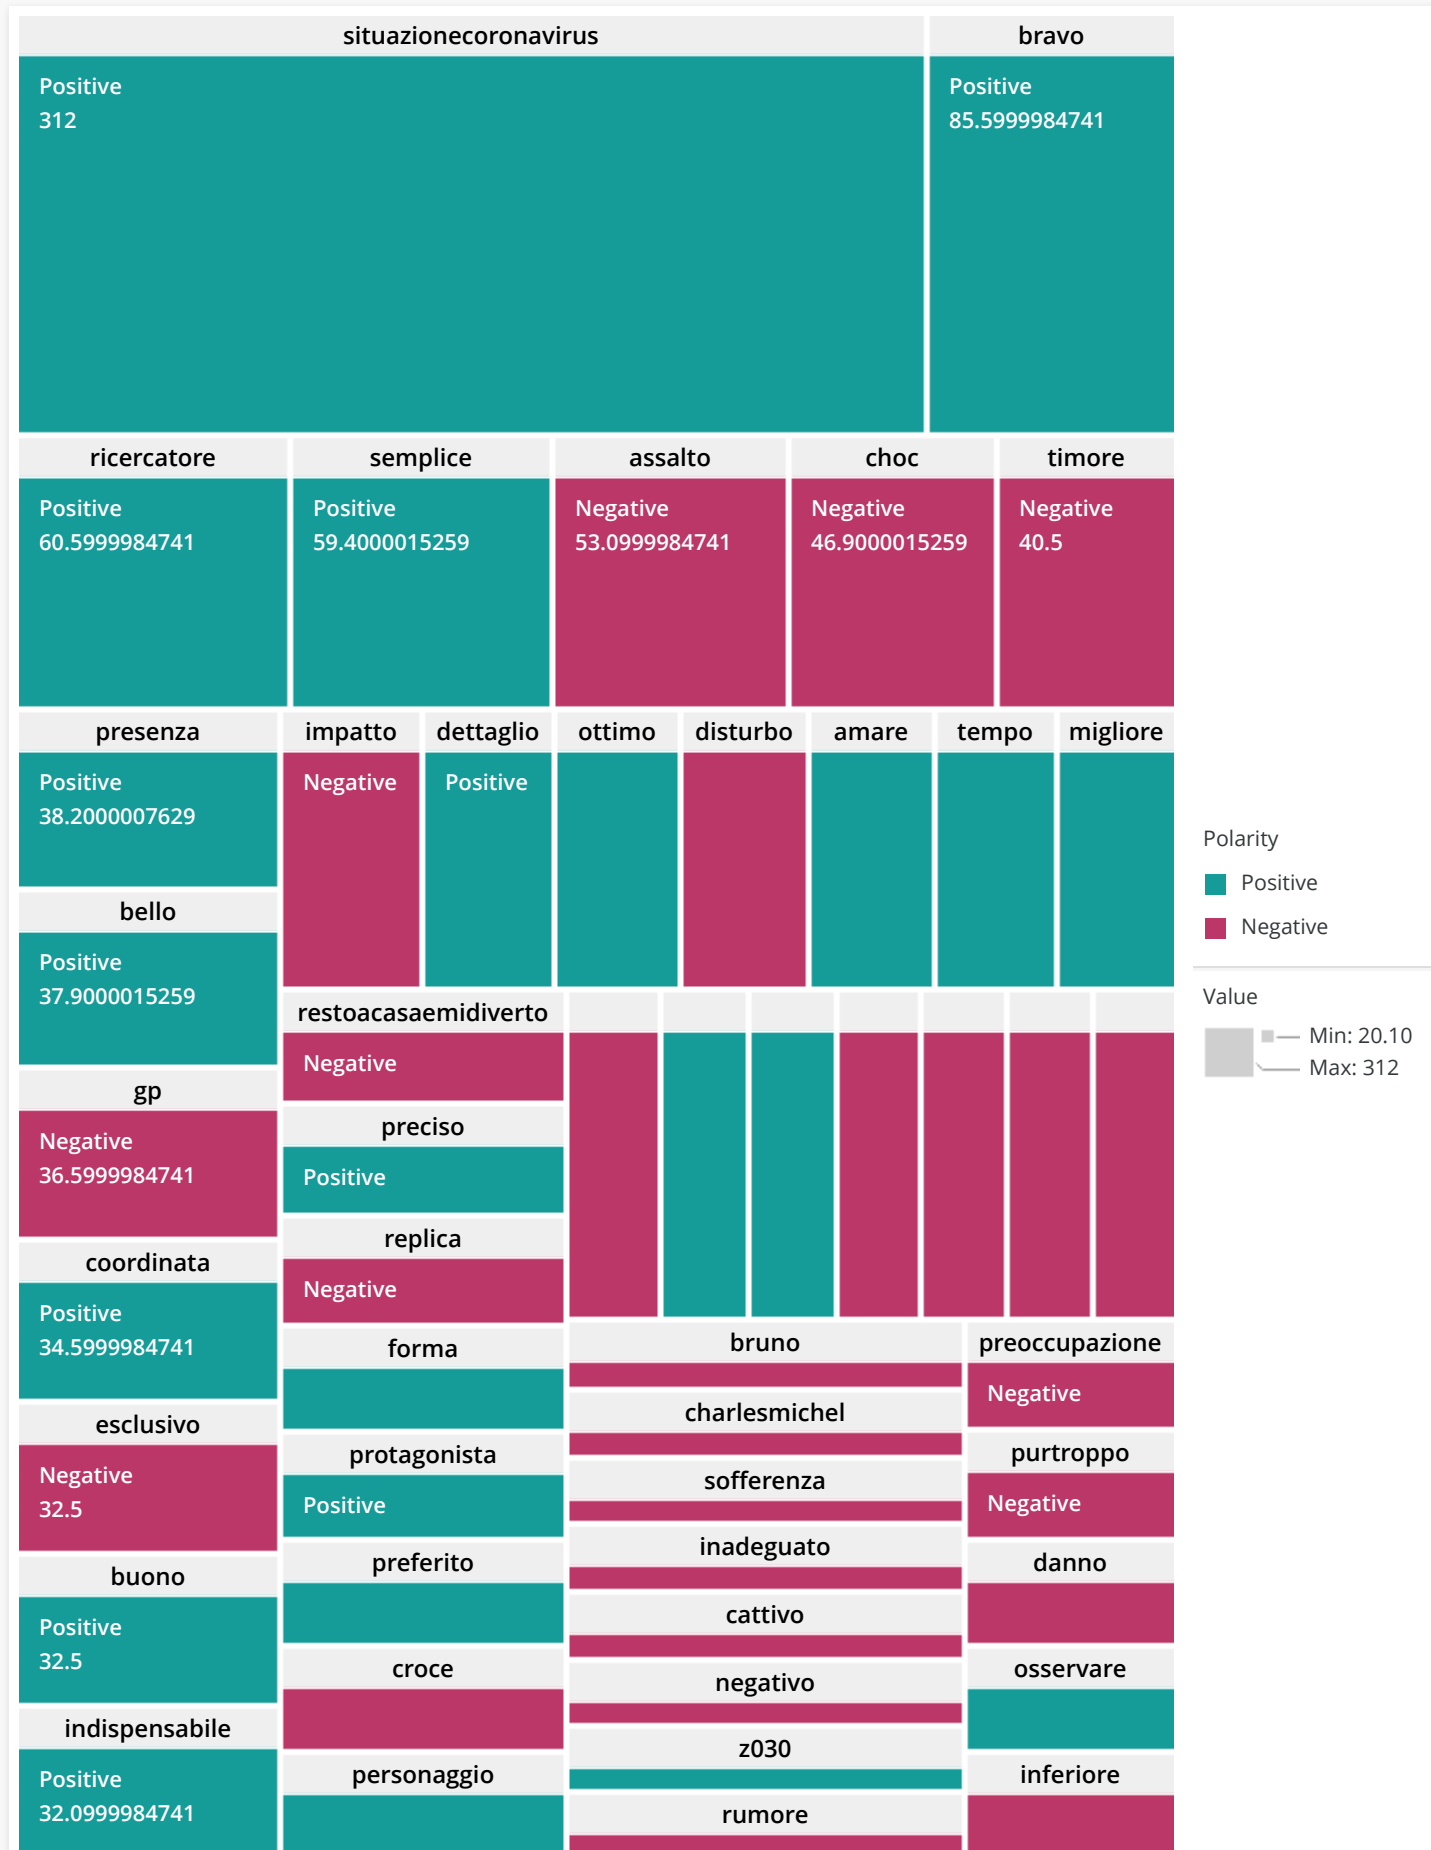 situazionecoronavirus
Positive
312
bravo
Positive
85.5999984741
ricercatore
Positive
60.5999984741
semplice
Positive
59.4000015259
assalto
Negative
53.0999984741
choc
Negative
46.9000015259
timore
Negative
40.5
presenza
Positive
38.2000007629
impatto
Negative
dettaglio
Positive
ottimo
disturbo
amare
tempo
migliore
bello
Positive
37.9000015259
gp
Negative
36.5999984741
coordinata
Positive
34.5999984741
esclusivo
Negative
32.5
buono
Positive
32.5
indispensabile
Positive
32.0999984741
restoacasaemidiverto
Negative
preciso
Positive
replica
Negative
forma
protagonista
Positive
preferito
croce
personaggio
bruno
charlesmichel
sofferenza
inadeguato
cattivo
negativo
z030
rumore
preoccupazione
Negative
purtroppo
Negative
danno
osservare
inferiore
Polarity
Positive
Negative
Value
Min: 20.10
Max: 312